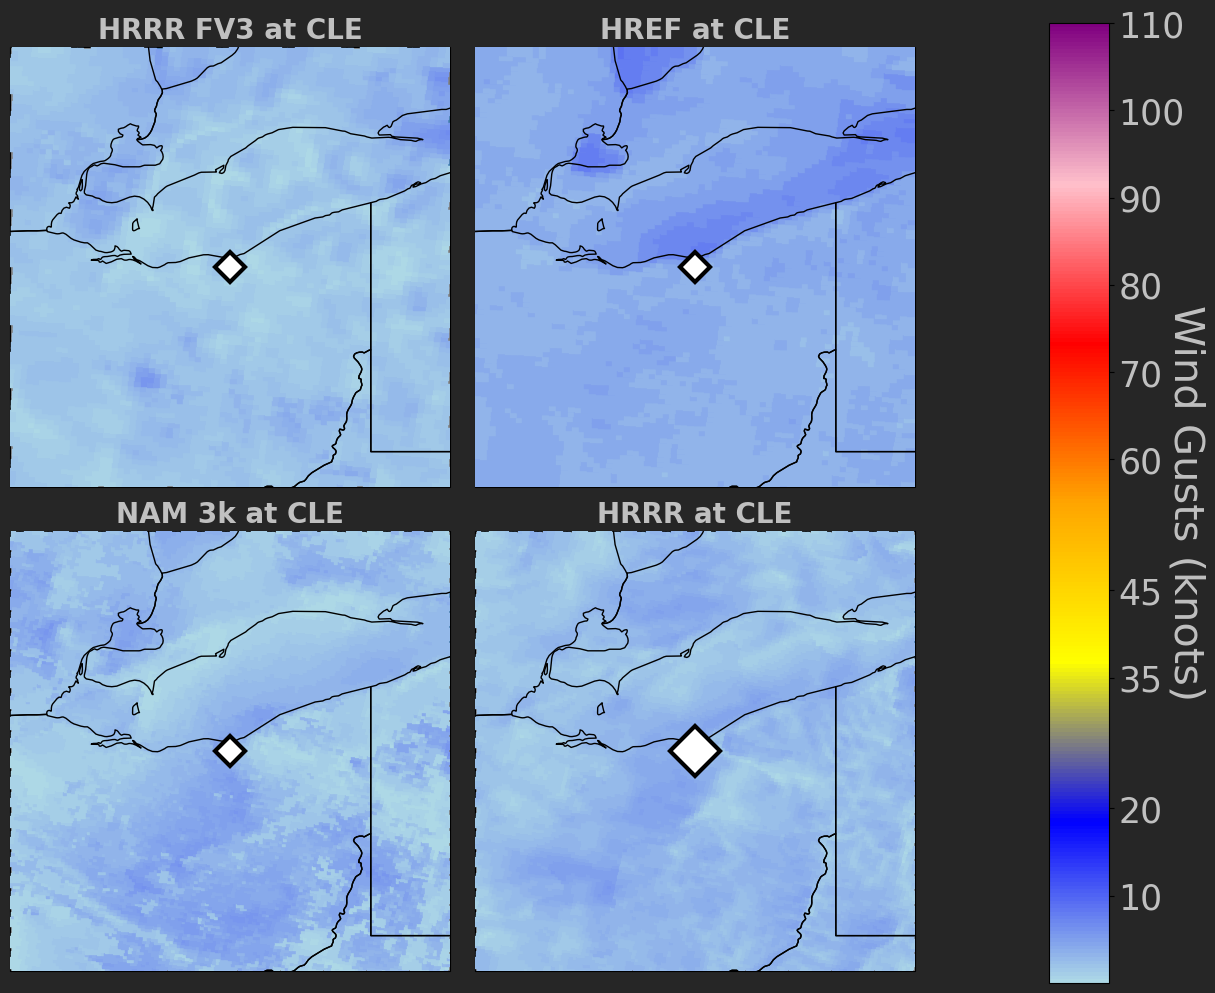 HRRR FV3 at CLE
HREF at CLE
NAM 3k at CLE
HRRR at CLE
110
100
90
80
70
60
45
35
20
10
Wind Gusts (knots)